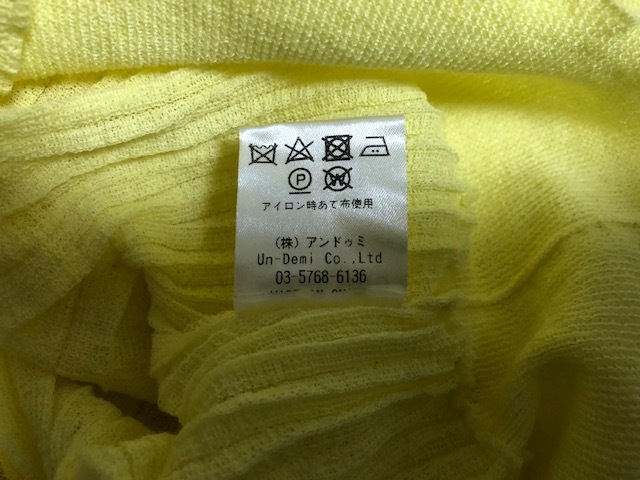 P W
アイロン時あて布使用
(株) アンドゥミ
Un-Demi Co.,Ltd
03-5768-6136